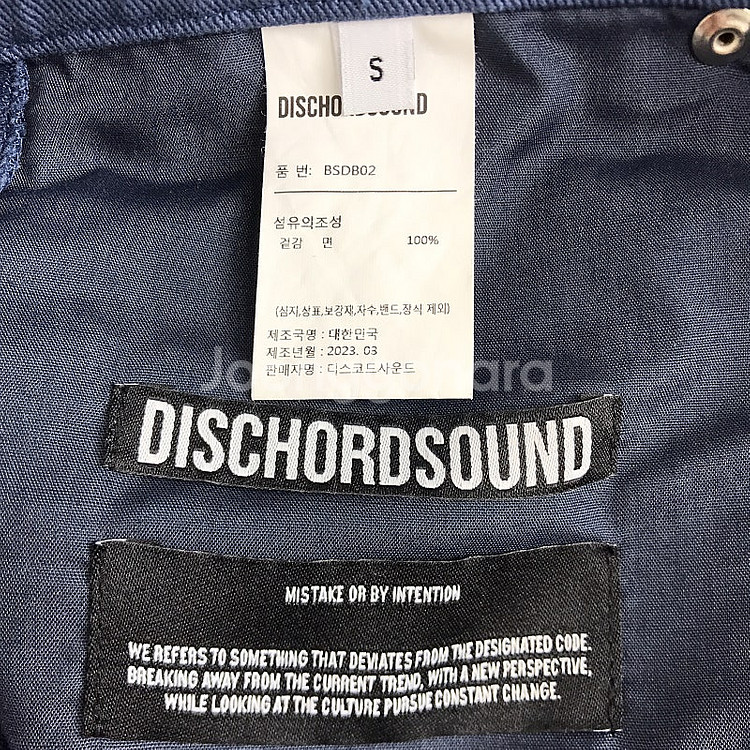 S
DISCHORDSOUND
품 번: BSDB02
섬유의조성
겉감 면 100%
(심지,상표,보강재,자수,밴드,장식 제외)
제조국명 : 대한민국
제조년월 : 2023. 03
판매자명 : 디스코드사운드
DISCHORDSOUND
MISTAKE OR BY INTENTION
WE REFERS TO SOMETHING THAT DEVIATES FROM THE DESIGNATED CODE.
BREAKING AWAY FROM THE CURRENT TREND, WITH A NEW PERSPECTIVE,
WHILE LOOKING AT THE CULTURE PURSUE CONSTANT CHANGE.